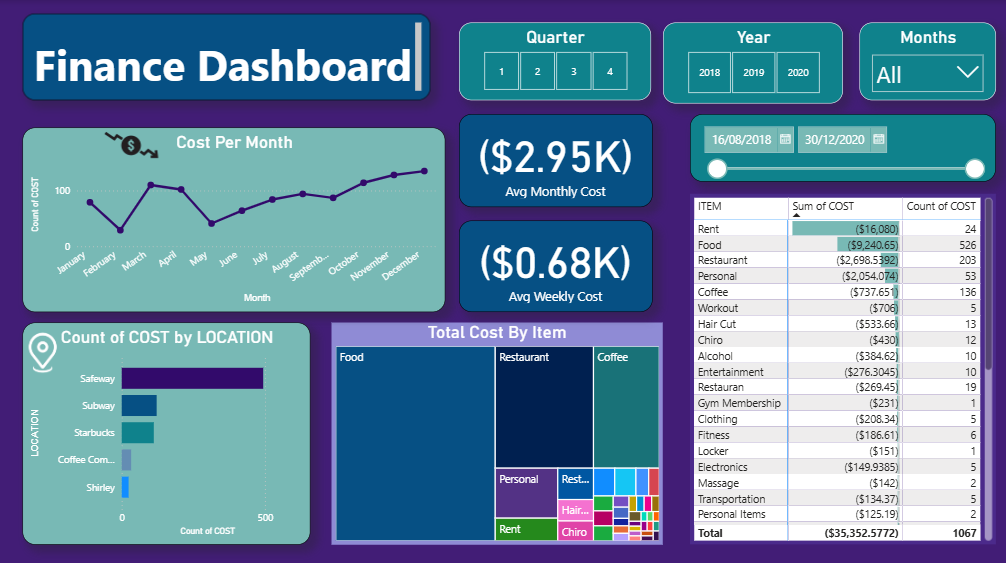 Finance Dashboard
Quarter
1 2 3 4
Year
2018 2019 2020
Months
All
Cost Per Month
$
Count of COST
100
0
January February March April May June July August Septemb... October November December
Month
($2.95K)
Avg Monthly Cost
($0.68K)
Avg Weekly Cost
16/08/2018 30/12/2020
ITEM Sum of COST Count of COST
Rent ($16,080) 24
Food ($9,240.65) 526
Restaurant ($2,698.5392) 203
Personal ($2,054.074) 53
Coffee ($737.651) 136
Workout ($706) 5
Hair Cut ($533.66) 13
Chiro ($430) 12
Alcohol ($384.62) 10
Entertainment ($276.3045) 10
Restauran ($269.45) 19
Gym Membership ($231) 1
Clothing ($208.34) 5
Fitness ($186.61) 6
Locker ($151) 1
Electronics ($149.9385) 5
Massage ($142) 2
Transportation ($134.37) 5
Personal Items ($125.19) 2
Total ($35,352.5772) 1067
Count of COST by LOCATION
LOCATION
Safeway
Subway
Starbucks
Coffee Com...
Shirley
0 500
Count of COST
Total Cost By Item
Food
Restaurant
Coffee
Personal
Rest...
Hair...
Rent
Chiro